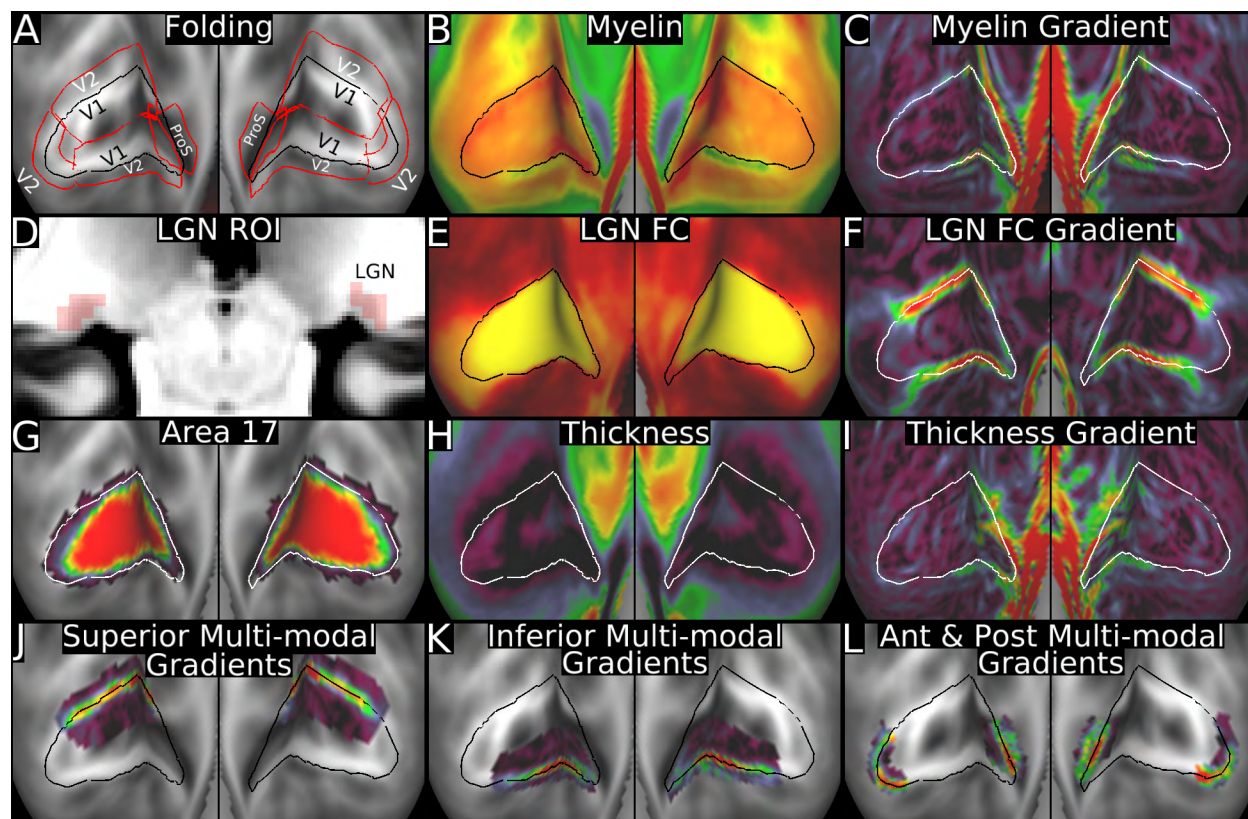 A
Folding
V2
V1
V1
V2
V2
ProS
V2
V1
V1
V2
V2
ProS
B
Myelin
C
Myelin Gradient
D
LGN ROI
LGN
E
LGN FC
F
LGN FC Gradient
G
Area 17
H
Thickness
I
Thickness Gradient
J
Superior Multi-modal
Gradients
K
Inferior Multi-modal
Gradients
L
Ant & Post Multi-modal
Gradients